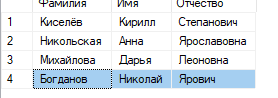 Фамилия Имя Отчество
1 Киселёв Кирилл Степанович
2 Никольская Анна Ярославовна
3 Михайлова Дарья Леоновна
4 Богданов Николай Ярович